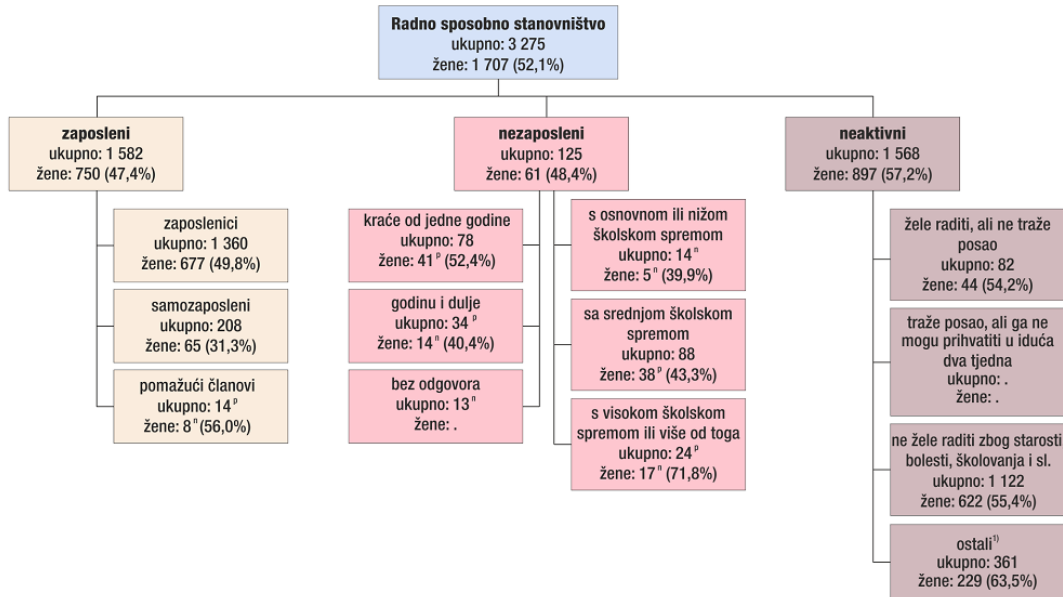 Radno sposobno stanovništvo
ukupno: 3 275
žene: 1 707 (52,1%)
zaposleni
ukupno: 1 582
žene: 750 (47,4%)
zaposlenici
ukupno: 1 360
žene: 677 (49,8%)
samozaposleni
ukupno: 208
žene: 65 (31,3%)
pomažući članovi
ukupno: 14 ᵖ
žene: 8 ⁿ (56,0%)
nezaposleni
ukupno: 125
žene: 61 (48,4%)
kraće od jedne godine
ukupno: 78
žene: 41 ᵖ (52,4%)
godinu i dulje
ukupno: 34 ᵖ
žene: 14 ⁿ (40,4%)
bez odgovora
ukupno: 13 ⁿ
žene: .
s osnovnom ili nižom
školskom spremom
ukupno: 14 ⁿ
žene: 5 ⁿ (39,9%)
sa srednjom školskom
spremom
ukupno: 88
žene: 38 ᵖ (43,3%)
s visokom školskom
spremom ili više od toga
ukupno: 24 ᵖ
žene: 17 ⁿ (71,8%)
neaktivni
ukupno: 1 568
žene: 897 (57,2%)
žele raditi, ali ne traže
posao
ukupno: 82
žene: 44 (54,2%)
traže posao, ali ga ne
mogu prihvatiti u iduća
dva tjedna
ukupno: .
žene: .
ne žele raditi zbog starosti,
bolesti, školovanja i sl.
ukupno: 1 122
žene: 622 (55,4%)
ostali¹⁾
ukupno: 361
žene: 229 (63,5%)